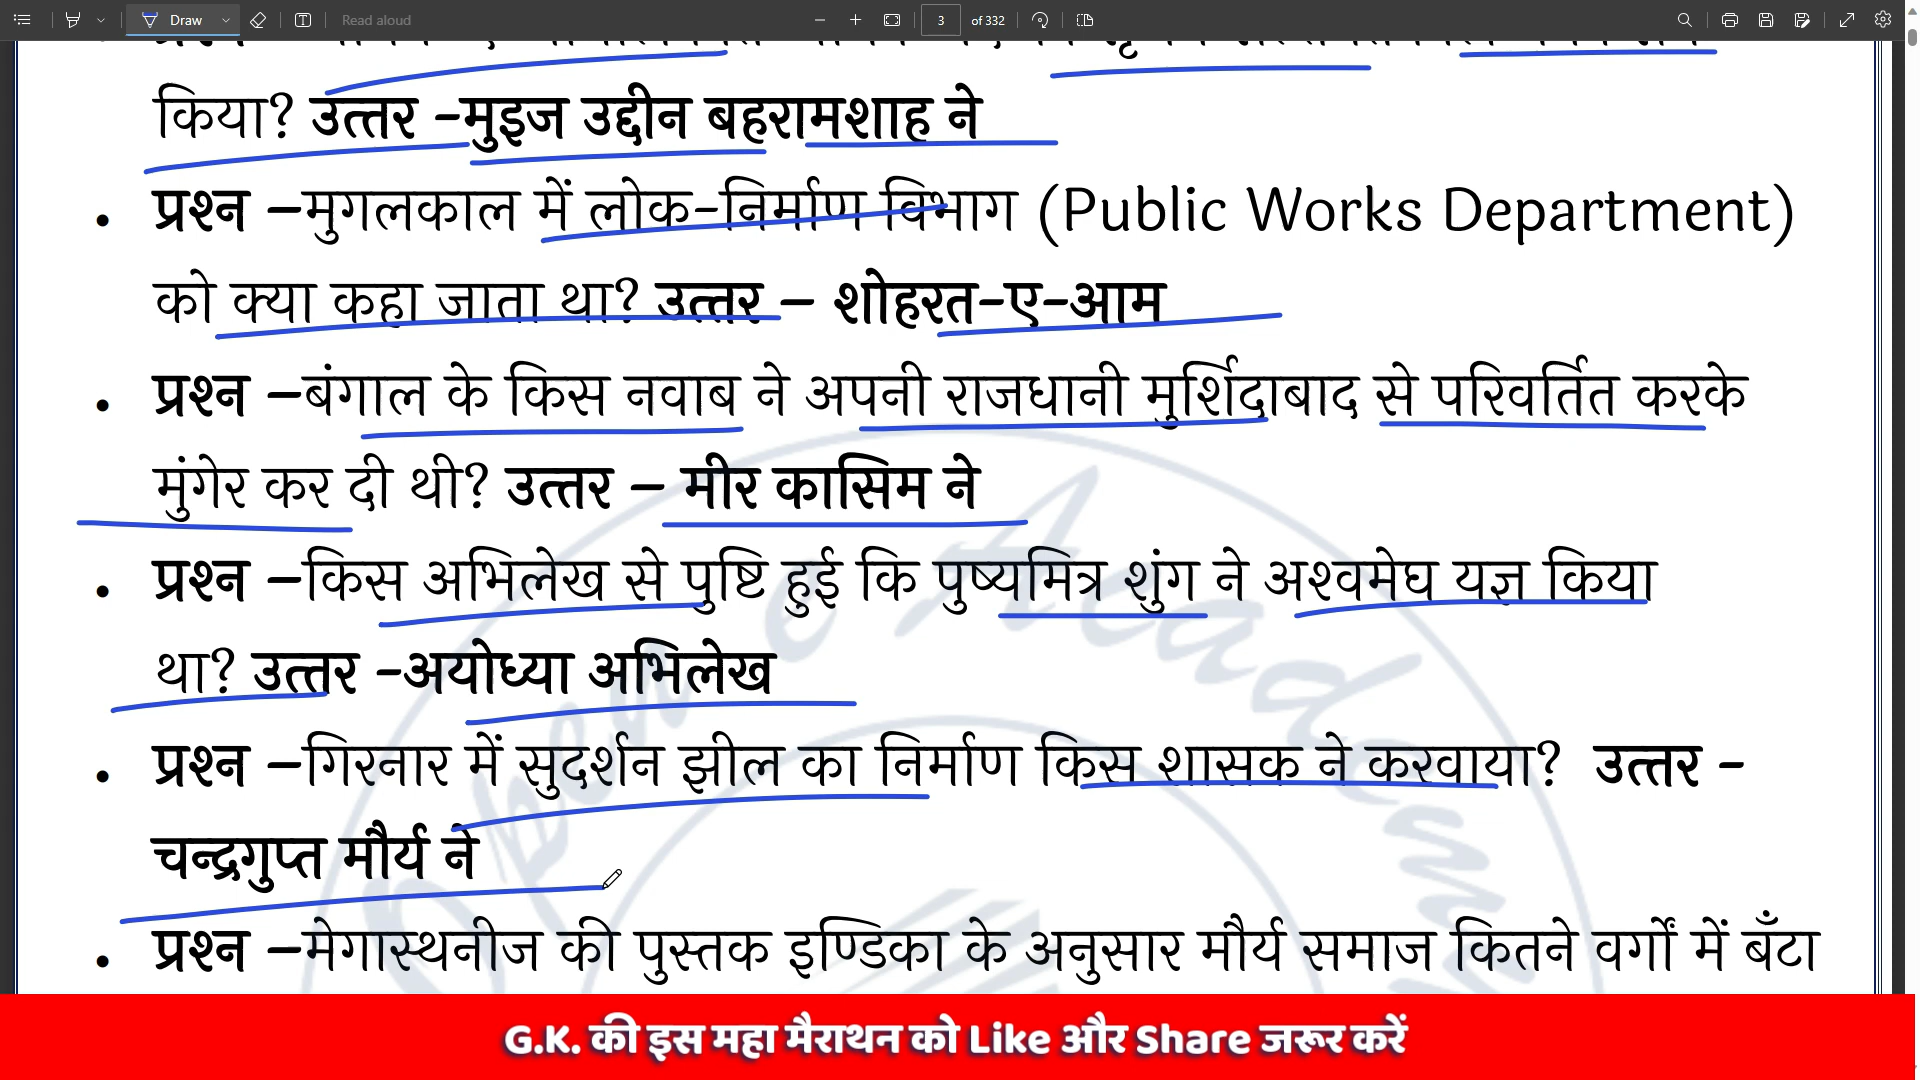 Draw
Read aloud
3 of 332
किया? उत्तर –मुइज उद्दीन बहरामशाह ने
• प्रश्न –मुगलकाल में लोक-निर्माण विभाग (Public Works Department)
को क्या कहा जाता था? उत्तर – शोहरत-ए-आम
• प्रश्न –बंगाल के किस नवाब ने अपनी राजधानी मुर्शिदाबाद से परिवर्तित करके
मुंगेर कर दी थी? उत्तर – मीर कासिम ने
• प्रश्न –किस अभिलेख से पुष्टि हुई कि पुष्यमित्र शुंग ने अश्वमेघ यज्ञ किया
था? उत्तर -अयोध्या अभिलेख
• प्रश्न –गिरनार में सुदर्शन झील का निर्माण किस शासक ने करवाया? उत्तर -
चन्द्रगुप्त मौर्य ने
• प्रश्न –मेगास्थनीज की पुस्तक इण्डिका के अनुसार मौर्य समाज कितने वर्गों में बँटा
G.K. की इस महा मैराथन को Like और Share जरूर करें